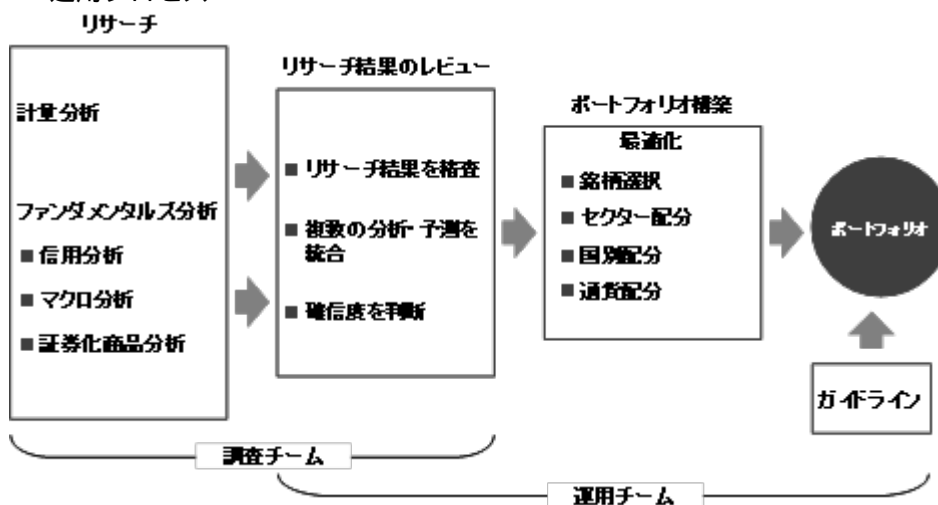 リサーチ
計量分析
ファンダメンタルズ分析
■信用分析
■マクロ分析
■証券化商品分析
リサーチ結果のレビュー
■リサーチ結果を精査
■複数の分析・予測を
統合
■確信度を判断
ポートフォリオ構築
最適化
■銘柄選択
■セクター配分
■国別配分
■通貨配分
ポートフォリオ
ガイドライン
調査チーム
運用チーム